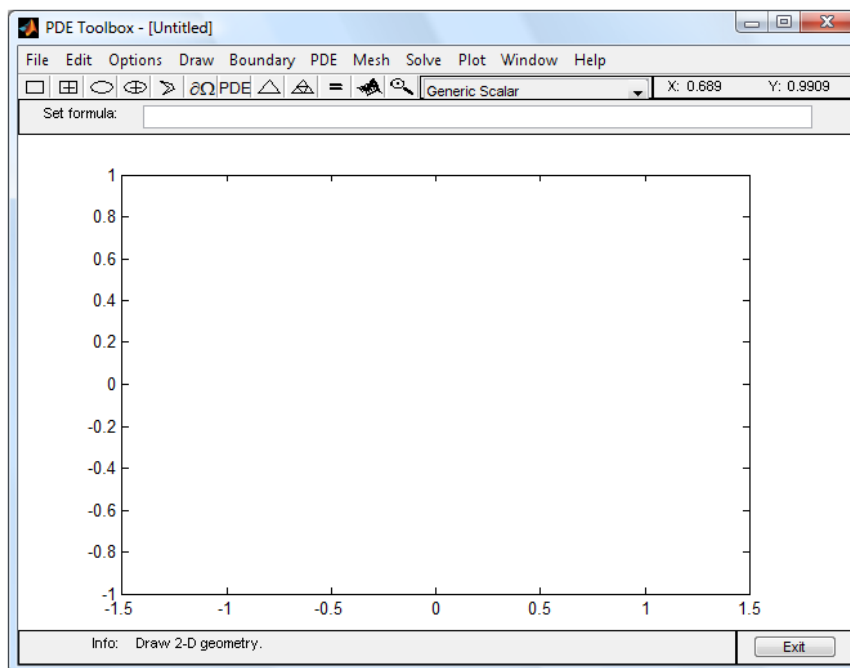 PDE Toolbox - [Untitled]
File Edit Options Draw Boundary PDE Mesh Solve Plot Window Help
∂Ω PDE = Generic Scalar X: 0.689 Y: 0.9909
Set formula:
1
0.8
0.6
0.4
0.2
0
-0.2
-0.4
-0.6
-0.8
-1
-1.5 -1 -0.5 0 0.5 1 1.5
Info: Draw 2-D geometry. Exit